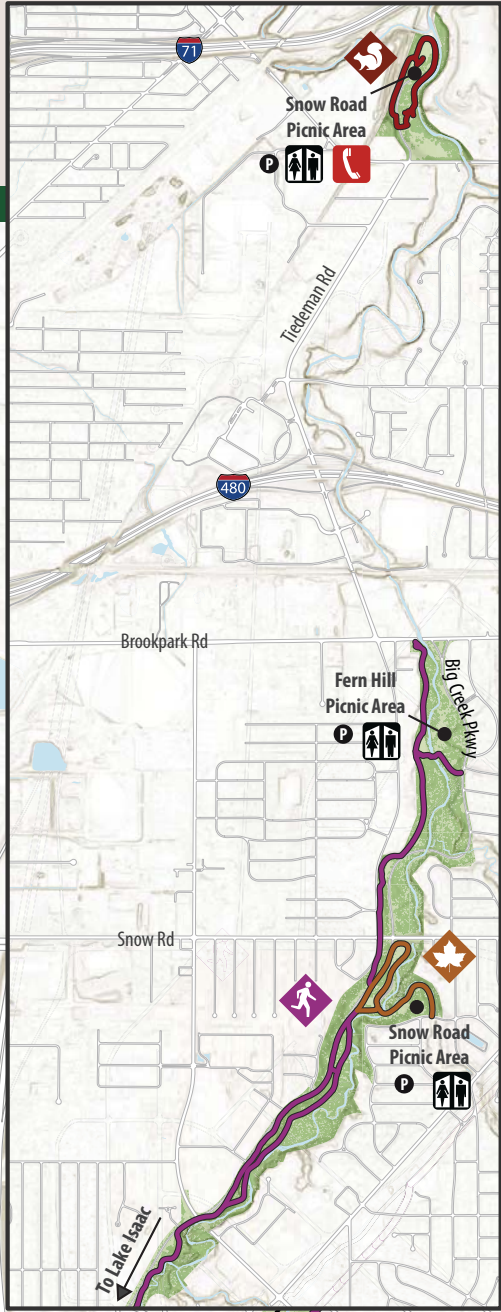 71
Snow Road
Picnic Area
P
Tiedeman Rd
480
Brookpark Rd
Fern Hill
Picnic Area
P
Big Creek Pkwy
Snow Rd
Snow Road
Picnic Area
P
To Lake Isaac